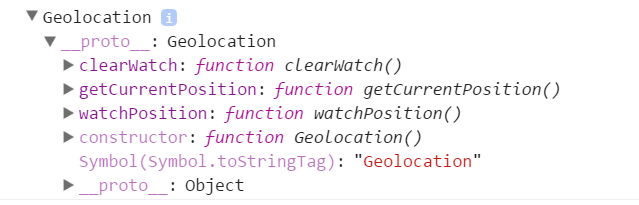 Geolocation i
__proto__: Geolocation
clearWatch: function clearWatch()
getCurrentPosition: function getCurrentPosition()
watchPosition: function watchPosition()
constructor: function Geolocation()
Symbol(Symbol.toStringTag): "Geolocation"
__proto__: Object